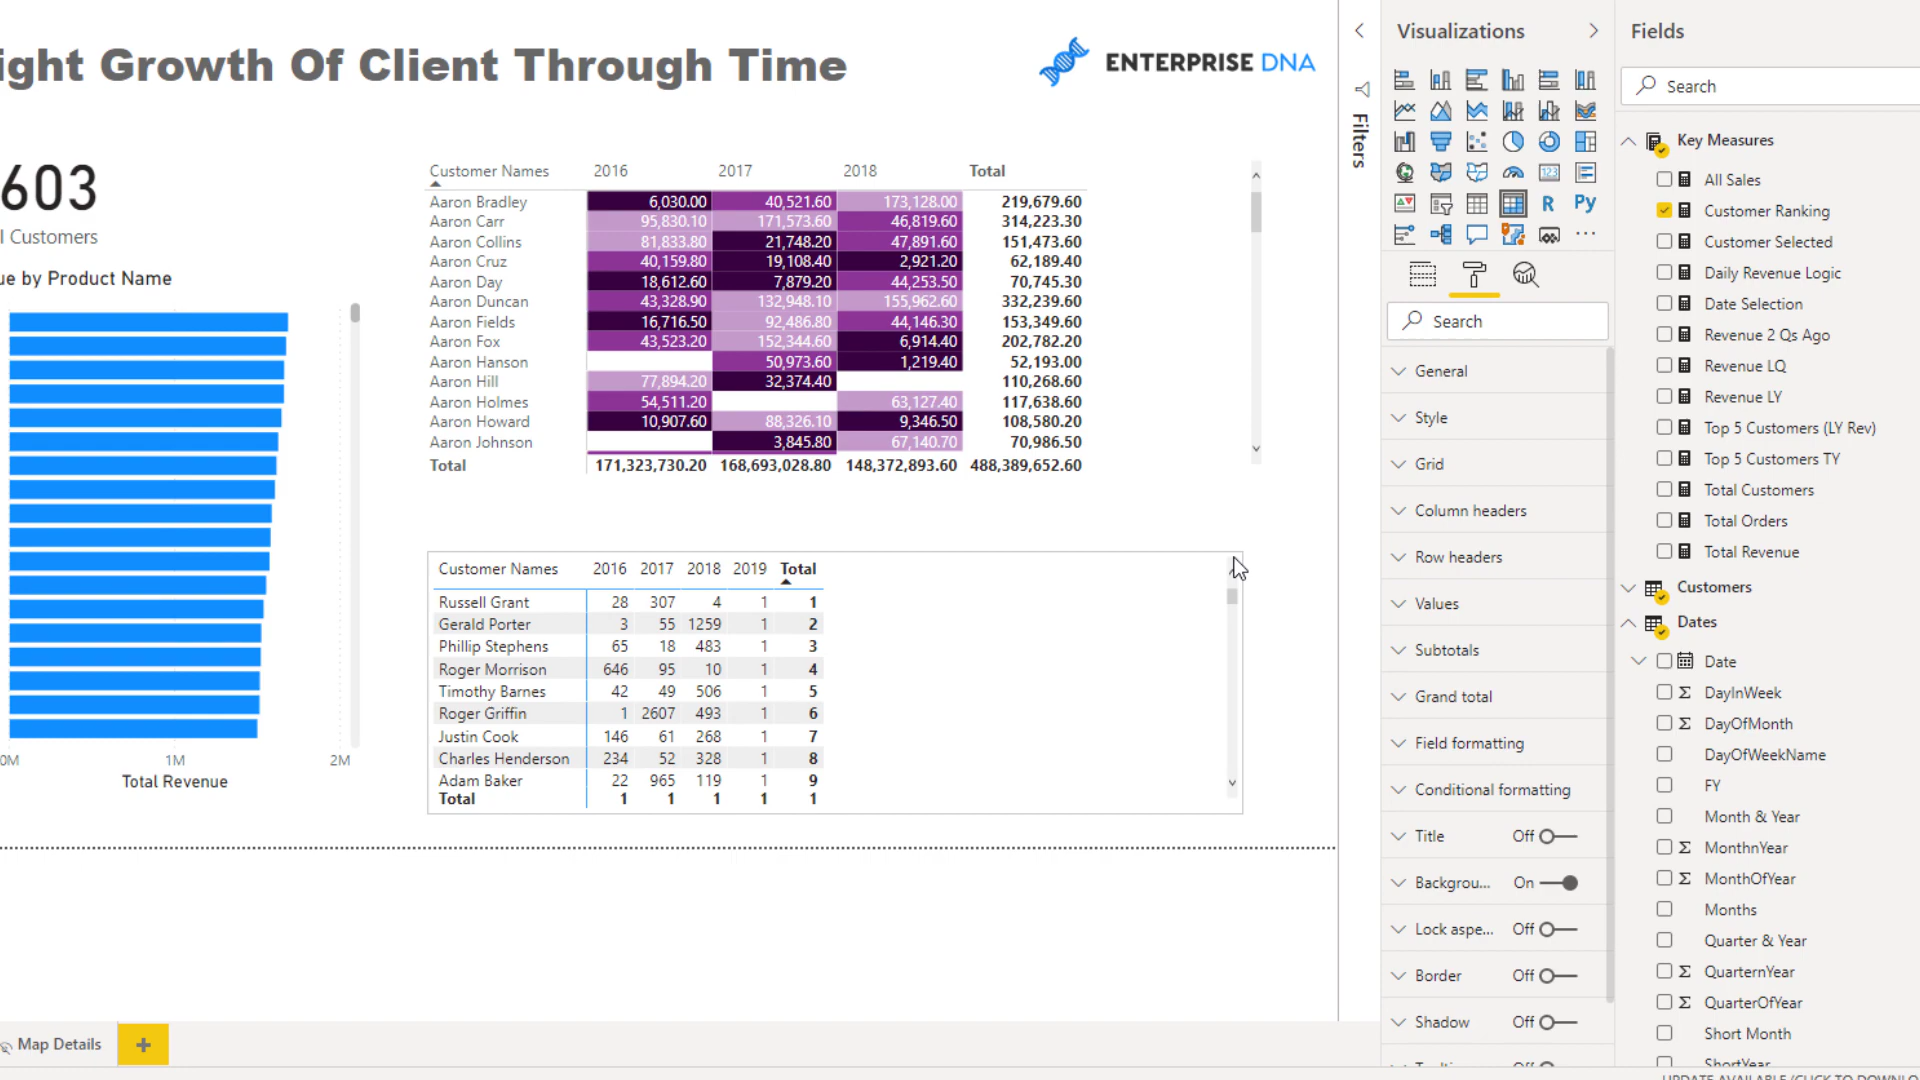 ight Growth Of Client Through Time
ENTERPRISE DNA
603
l Customers
ue by Product Name
0M 1M 2M
Total Revenue
Customer Names 2016 2017 2018 Total
Aaron Bradley 6,030.00 40,521.60 173,128.00 219,679.60
Aaron Carr 95,830.10 171,573.60 46,819.60 314,223.30
Aaron Collins 81,833.80 21,748.20 47,891.60 151,473.60
Aaron Cruz 40,159.80 19,108.40 2,921.20 62,189.40
Aaron Day 18,612.60 7,879.20 44,253.50 70,745.30
Aaron Duncan 43,328.90 132,948.10 155,962.60 332,239.60
Aaron Fields 16,716.50 92,486.80 44,146.30 153,349.60
Aaron Fox 43,523.20 152,344.60 6,914.40 202,782.20
Aaron Hanson 50,973.60 1,219.40 52,193.00
Aaron Hill 77,894.20 32,374.40 110,268.60
Aaron Holmes 54,511.20 63,127.40 117,638.60
Aaron Howard 10,907.60 88,326.10 9,346.50 108,580.20
Aaron Johnson 3,845.80 67,140.70 70,986.50
Total 171,323,730.20 168,693,028.80 148,372,893.60 488,389,652.60
Customer Names 2016 2017 2018 2019 Total
Russell Grant 28 307 4 1 1
Gerald Porter 3 55 1259 1 2
Phillip Stephens 65 18 483 1 3
Roger Morrison 646 95 10 1 4
Timothy Barnes 42 49 506 1 5
Roger Griffin 1 2607 493 1 6
Justin Cook 146 61 268 1 7
Charles Henderson 234 52 328 1 8
Adam Baker 22 965 119 1 9
Total 1 1 1 1 1
Map Details
+
Filters
Visualizations
123
R
Py
Search
General
Style
Grid
Column headers
Row headers
Values
Subtotals
Grand total
Field formatting
Conditional formatting
Title Off
Backgrou... On
Lock aspe... Off
Border Off
Shadow Off
Fields
Search
Key Measures
All Sales
Customer Ranking
Customer Selected
Daily Revenue Logic
Date Selection
Revenue 2 Qs Ago
Revenue LQ
Revenue LY
Top 5 Customers (LY Rev)
Top 5 Customers TY
Total Customers
Total Orders
Total Revenue
Customers
Dates
Date
DayInWeek
DayOfMonth
DayOfWeekName
FY
Month & Year
MonthnYear
MonthOfYear
Months
Quarter & Year
QuarternYear
QuarterOfYear
Short Month
ShortYear